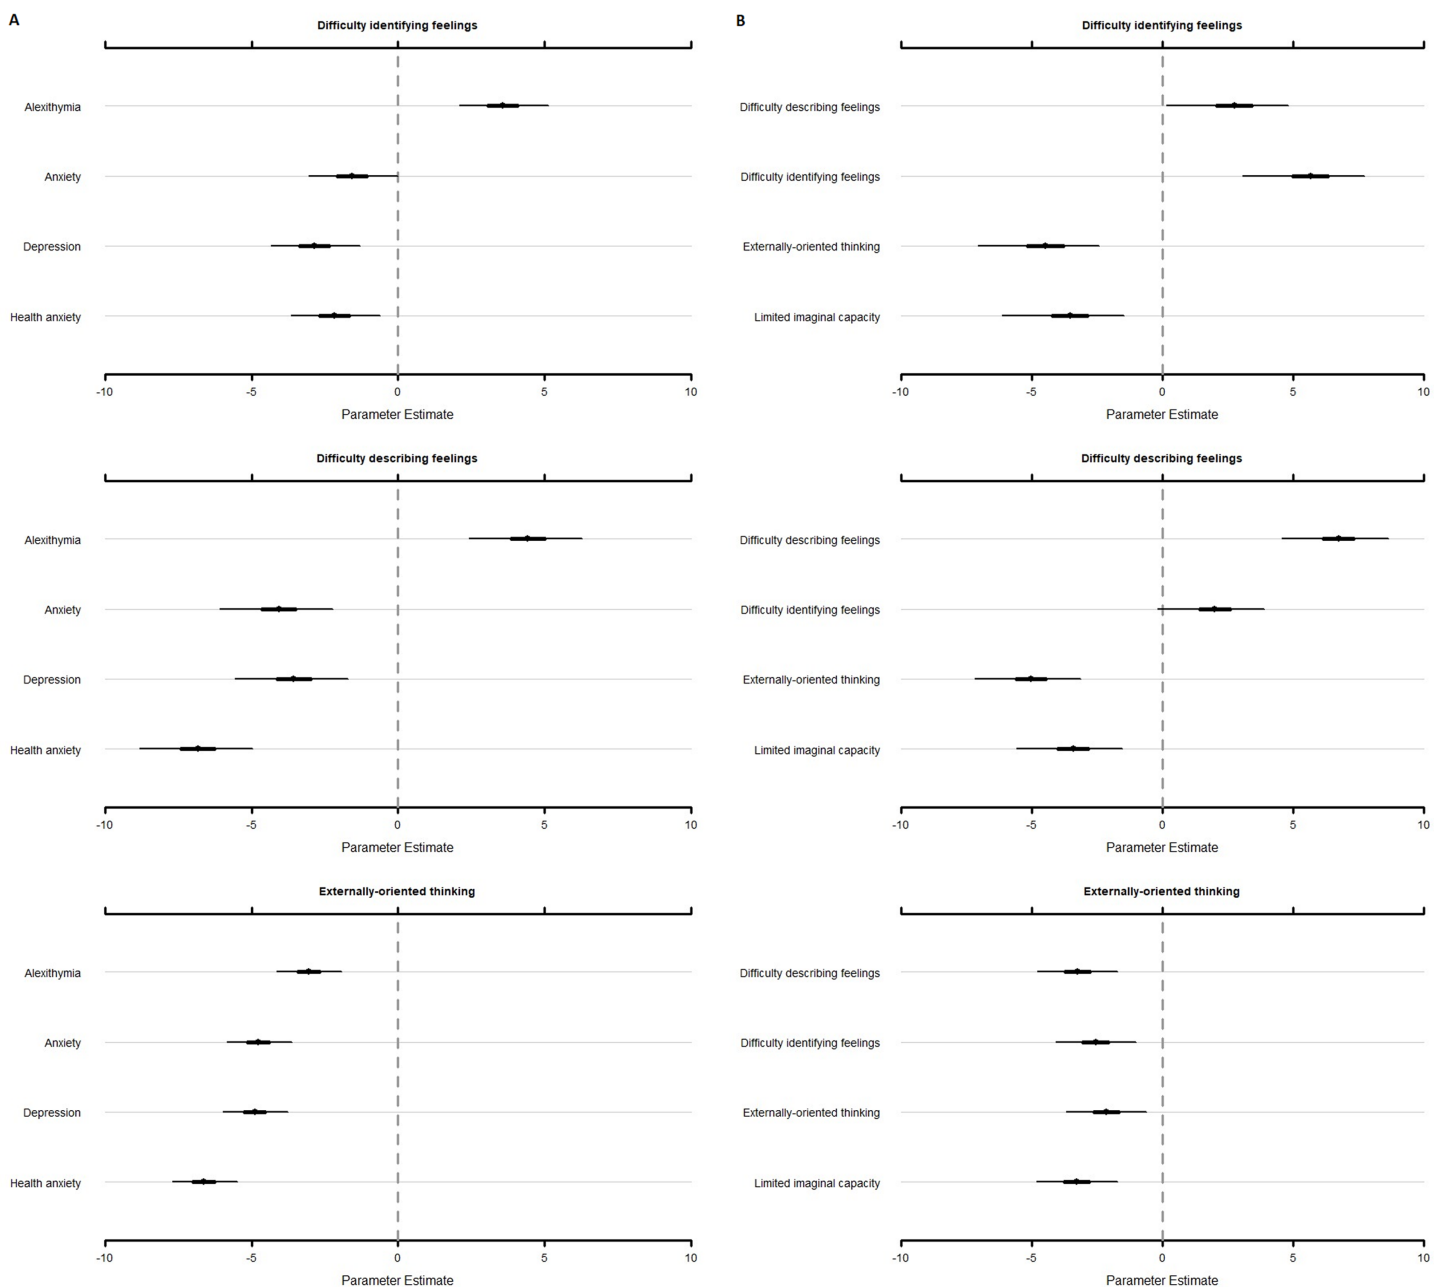 A
Difficulty identifying feelings
Alexithymia
Anxiety
Depression
Health anxiety
-10 -5 0 5 10
Parameter Estimate
Difficulty describing feelings
Alexithymia
Anxiety
Depression
Health anxiety
-10 -5 0 5 10
Parameter Estimate
Externally-oriented thinking
Alexithymia
Anxiety
Depression
Health anxiety
-10 -5 0 5 10
Parameter Estimate
B
Difficulty identifying feelings
Difficulty describing feelings
Difficulty identifying feelings
Externally-oriented thinking
Limited imaginal capacity
-10 -5 0 5 10
Parameter Estimate
Difficulty describing feelings
Difficulty describing feelings
Difficulty identifying feelings
Externally-oriented thinking
Limited imaginal capacity
-10 -5 0 5 10
Parameter Estimate
Externally-oriented thinking
Difficulty describing feelings
Difficulty identifying feelings
Externally-oriented thinking
Limited imaginal capacity
-10 -5 0 5 10
Parameter Estimate